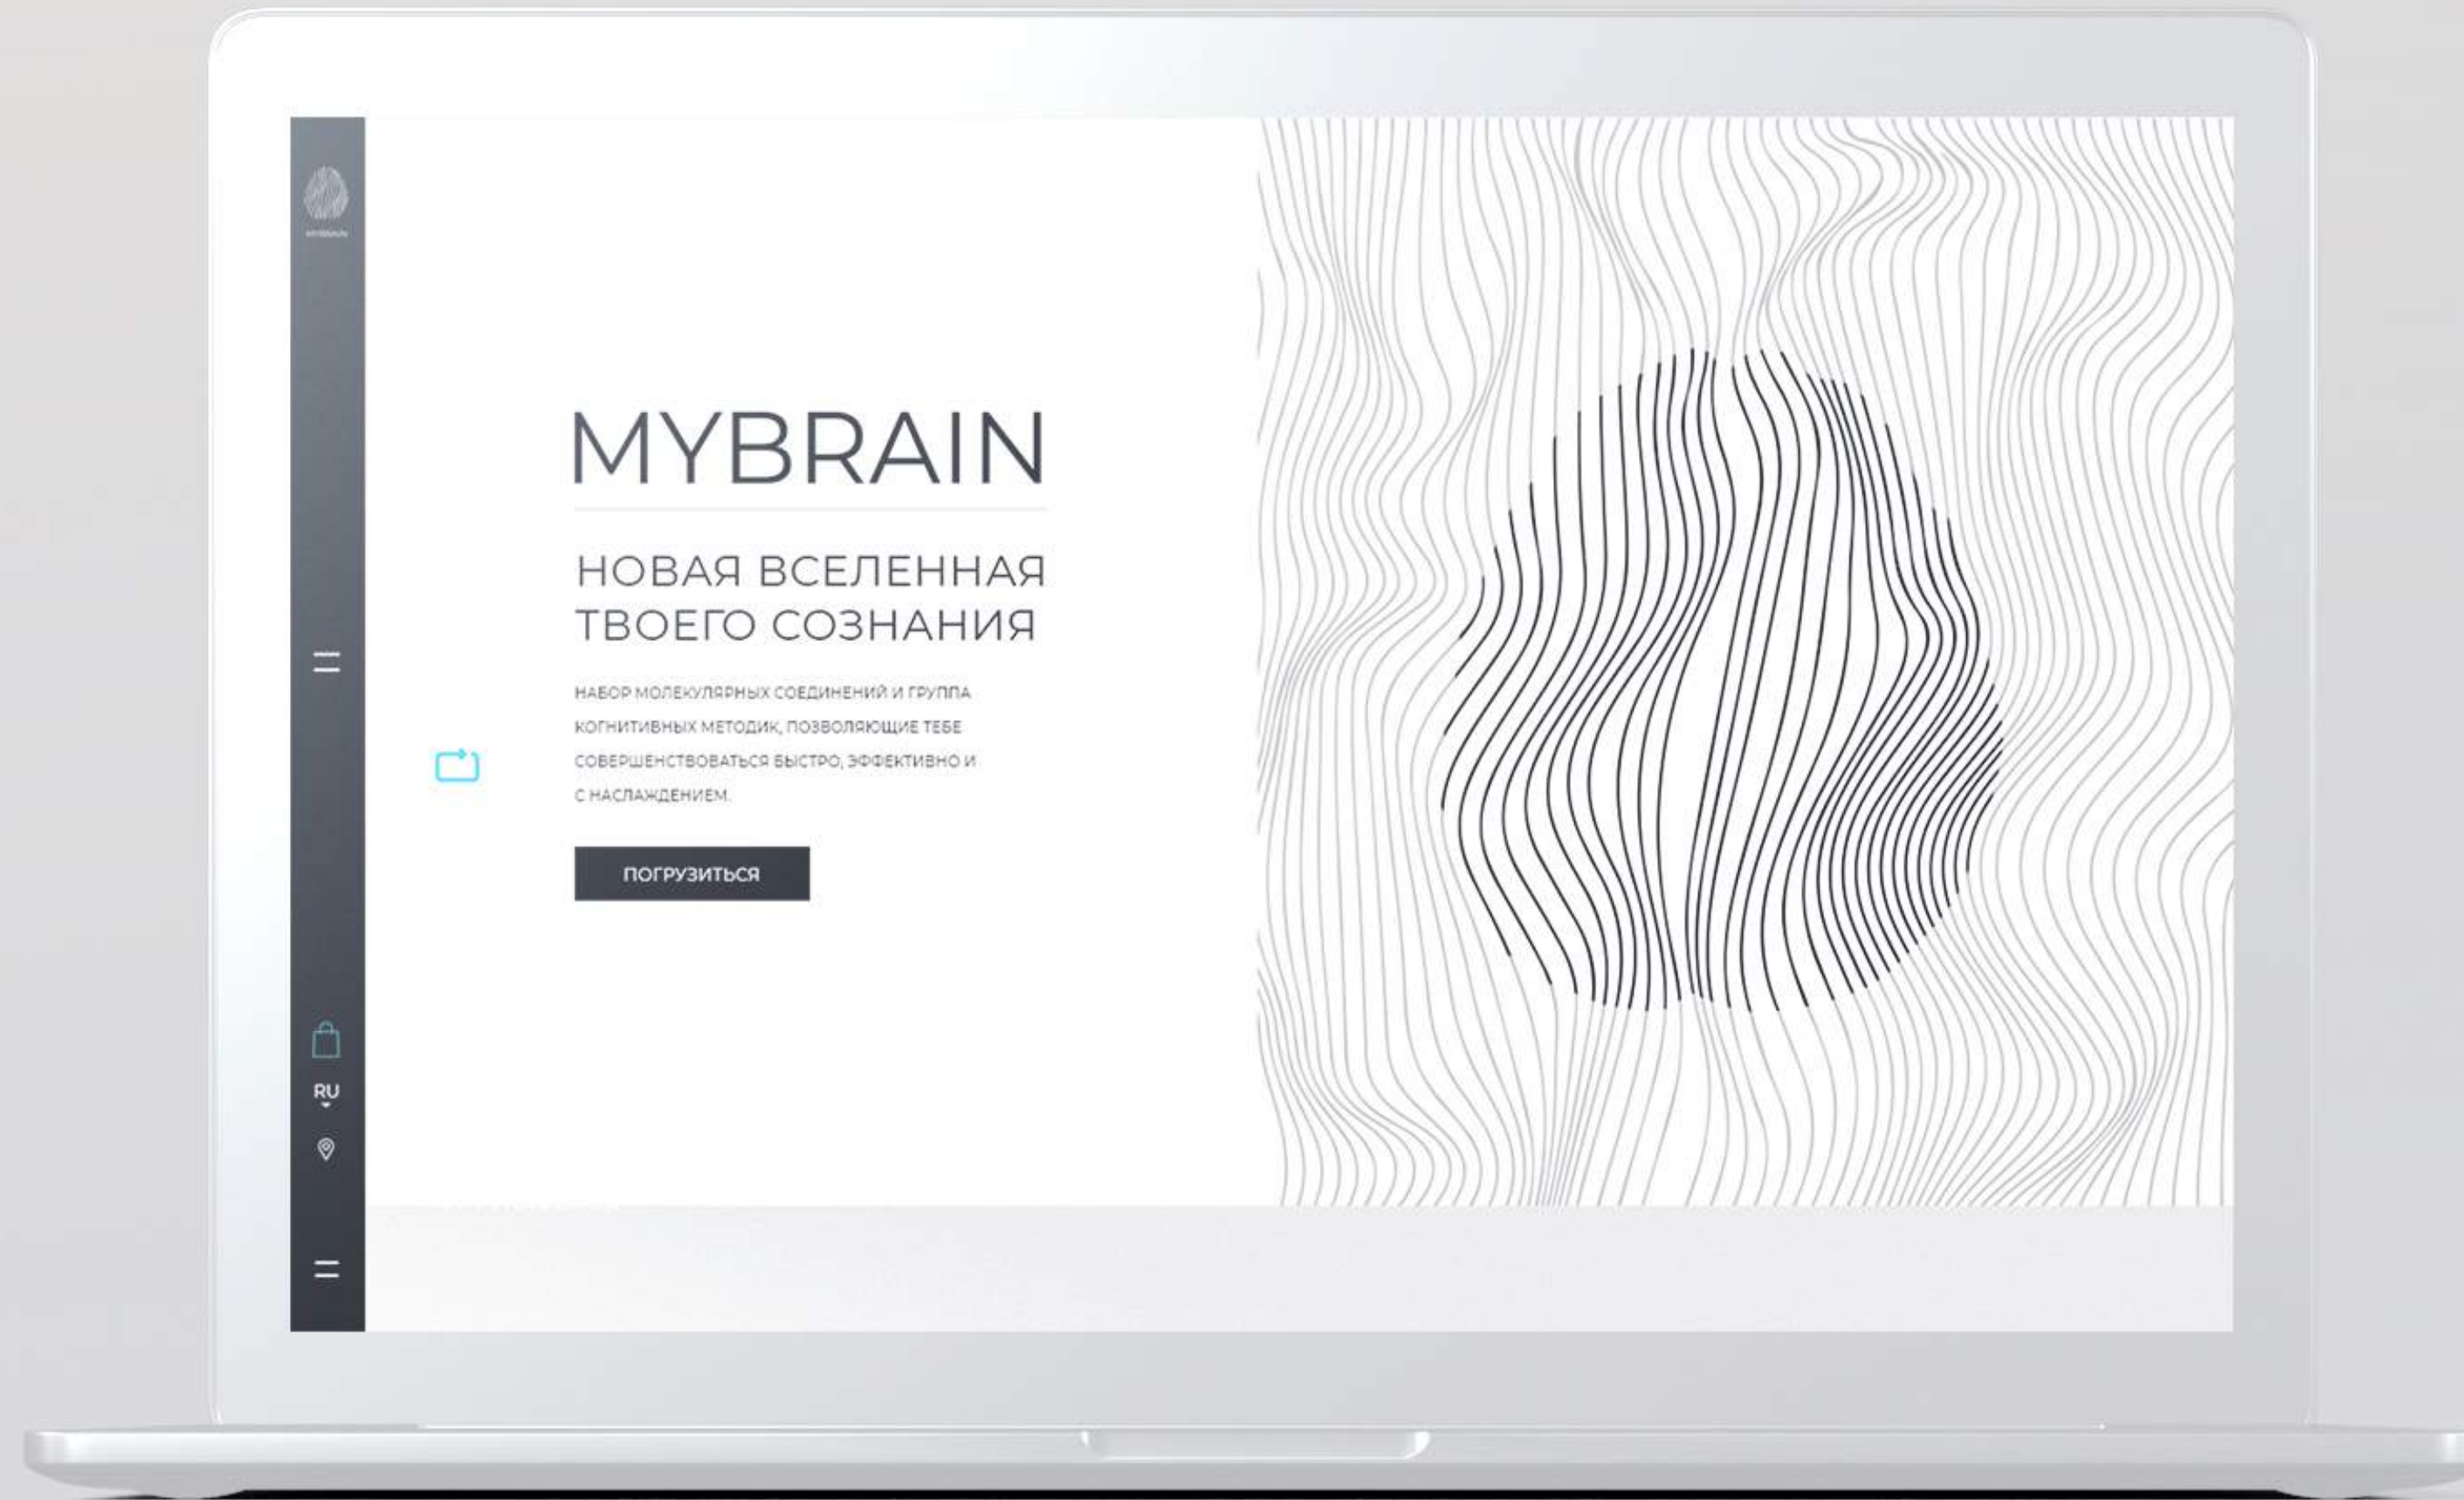 MYBRAIN
MYBRAIN
НОВАЯ ВСЕЛЕННАЯ
ТВОЕГО СОЗНАНИЯ
НАБОР МОЛЕКУЛЯРНЫХ СОЕДИНЕНИЙ И ГРУППА
КОГНИТИВНЫХ МЕТОДИК, ПОЗВОЛЯЮЩИЕ ТЕБЕ
СОВЕРШЕНСТВОВАТЬСЯ БЫСТРО, ЭФФЕКТИВНО И
С НАСЛАЖДЕНИЕМ.
ПОГРУЗИТЬСЯ
RU